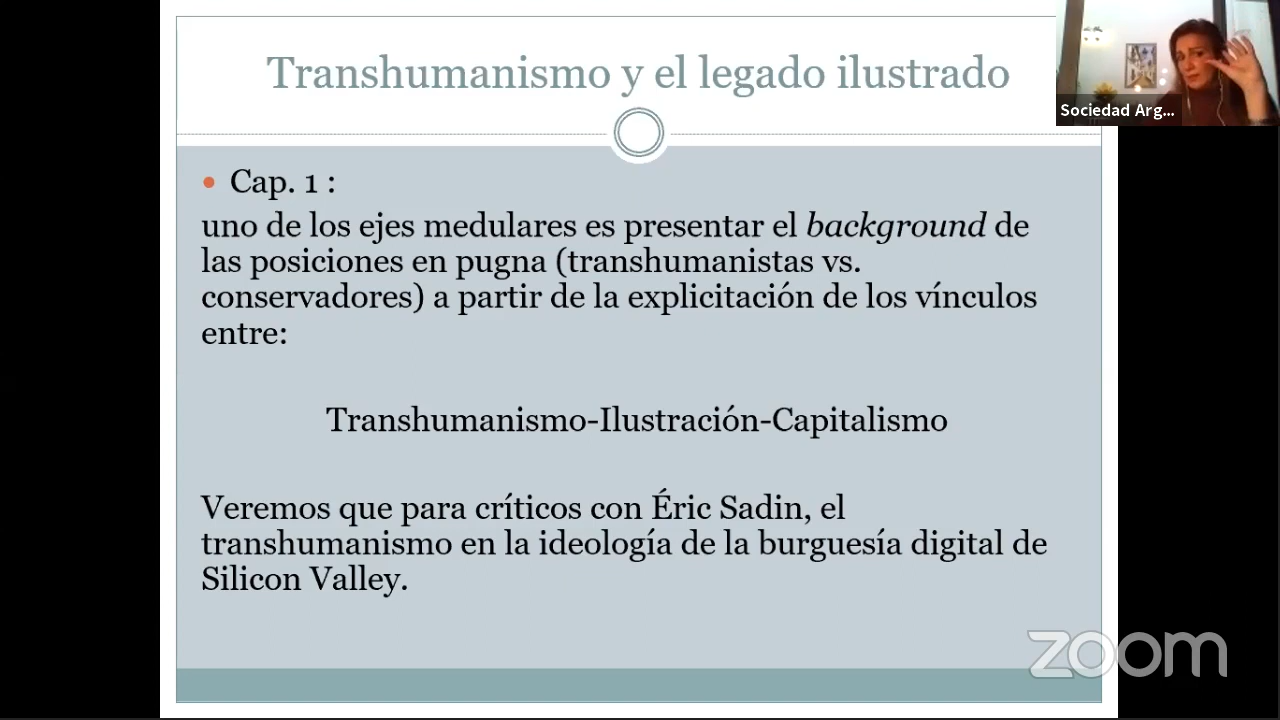 Transhumanismo y el legado ilustrado
Sociedad Arg...
• Cap. 1 :
uno de los ejes medulares es presentar el background de
las posiciones en pugna (transhumanistas vs.
conservadores) a partir de la explicitación de los vínculos
entre:
Transhumanismo-Ilustración-Capitalismo
Veremos que para críticos con Éric Sadin, el
transhumanismo en la ideología de la burguesía digital de
Silicon Valley.
zoom